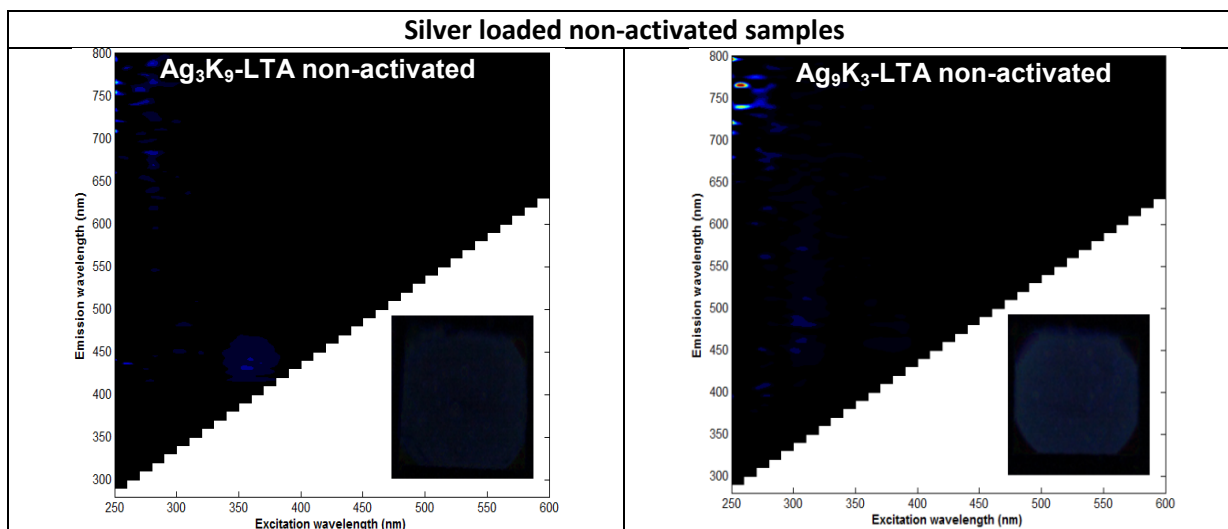 Silver loaded non-activated samples
Ag₃K₉-LTA non-activated
800
750
700
650
600
550
500
450
400
350
300
Emission wavelength (nm)
250 300 350 400 450 500 550 600
Excitation wavelength (nm)
Ag₉K₃-LTA non-activated
800
750
700
650
600
550
500
450
400
350
300
Emission wavelength (nm)
250 300 350 400 450 500 550 600
Excitation wavelength (nm)